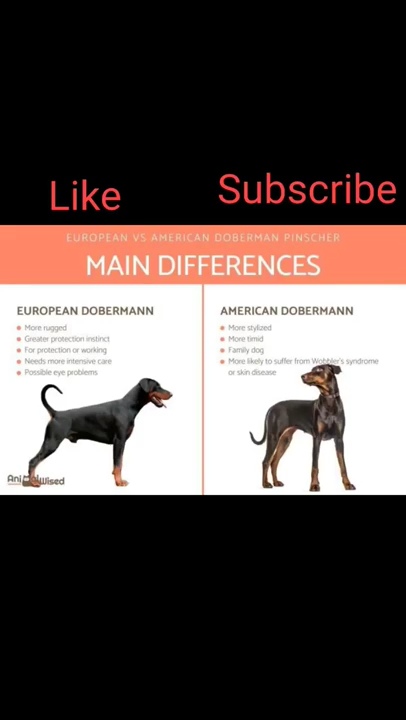 Like
Subscribe
EUROPEAN VS AMERICAN DOBERMAN PINSCHER
MAIN DIFFERENCES
EUROPEAN DOBERMANN
More rugged
Greater protection instinct
For protection or working
Needs more intensive care
Possible eye problems
AMERICAN DOBERMANN
More stylized
More timid
Family dog
More likely to suffer from Wobbler's syndrome
or skin disease
AnimalWised